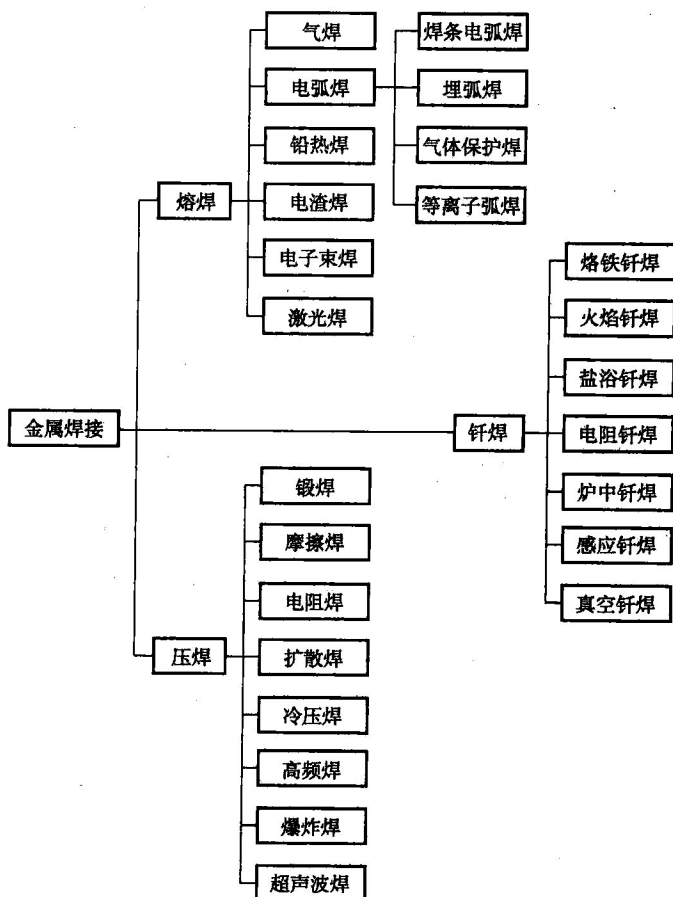 金属焊接
熔焊
气焊
电弧焊
焊条电弧焊
埋弧焊
气体保护焊
等离子弧焊
铅热焊
电渣焊
电子束焊
激光焊
钎焊
烙铁钎焊
火焰钎焊
盐浴钎焊
电阻钎焊
炉中钎焊
感应钎焊
真空钎焊
压焊
锻焊
摩擦焊
电阻焊
扩散焊
冷压焊
高频焊
爆炸焊
超声波焊